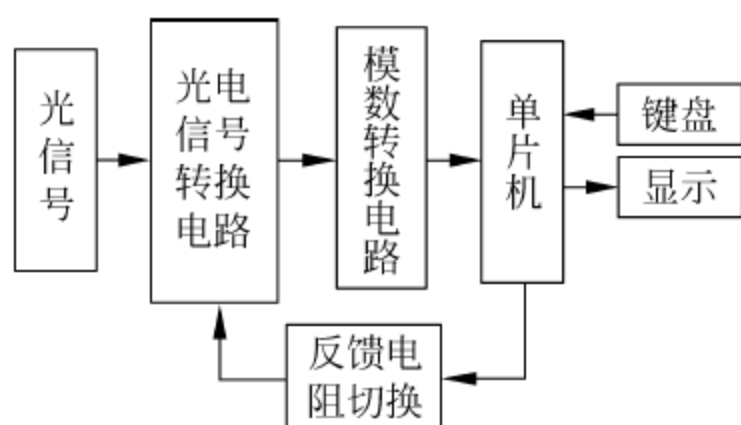 光信号
光电
信号
转换
电路
模数转换电路
单片机
键盘
显示
反馈电
阻切换